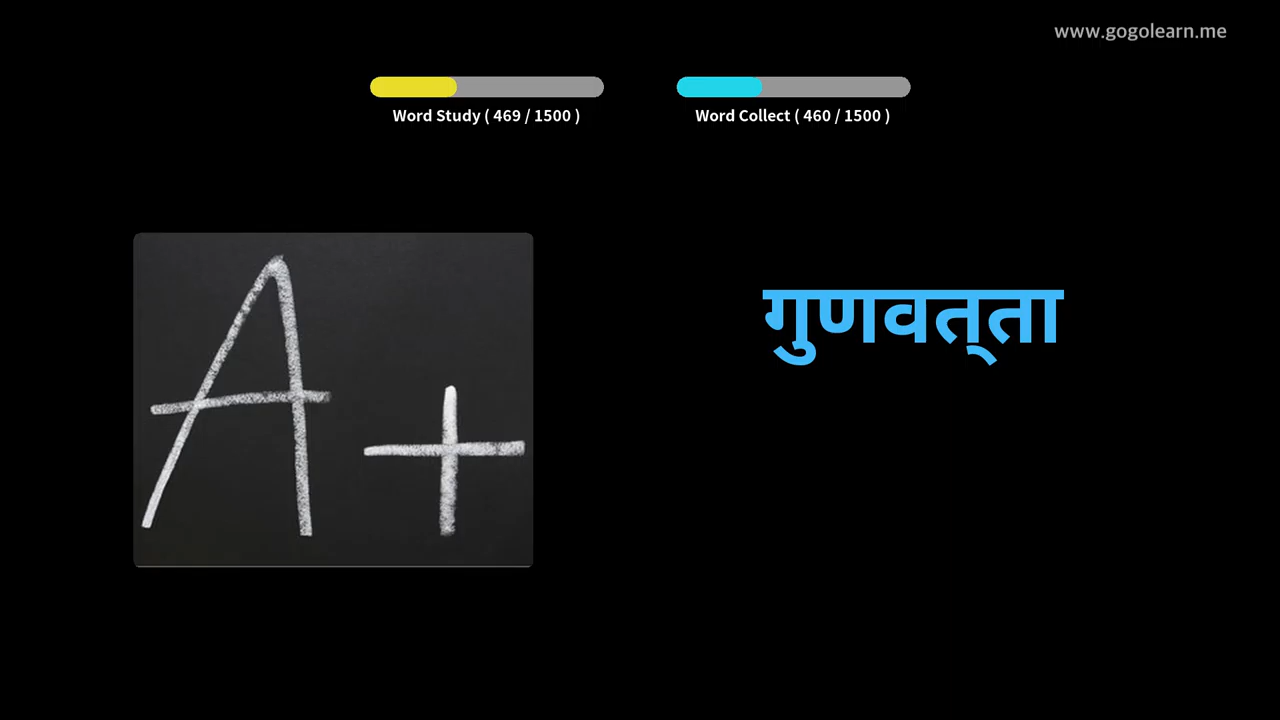 www.gogolearn.me
Word Study ( 469 / 1500 )
Word Collect ( 460 / 1500 )
A+
गुणवत्‌ता